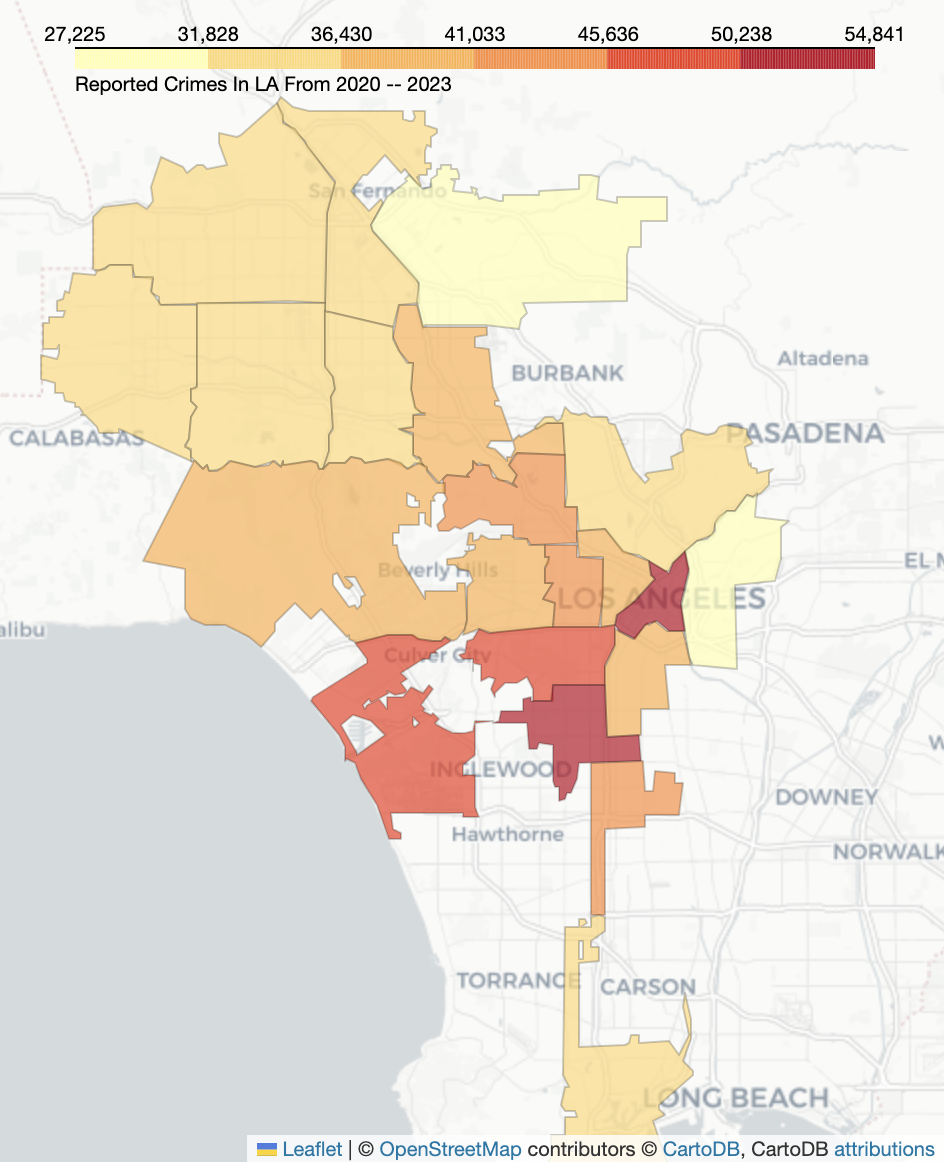 27,225 31,828 36,430 41,033 45,636 50,238 54,841
Reported Crimes In LA From 2020 -- 2023
San Fernando
BURBANK
Altadena
CALABASAS
PASADENA
EL M
Beverly Hills
LOS ANGELES
alibu
Culver City
W
INGLEWOOD
DOWNEY
Hawthorne
NORWALK
TORRANCE
CARSON
LONG BEACH
Leaflet | © OpenStreetMap contributors © CartoDB, CartoDB attributions